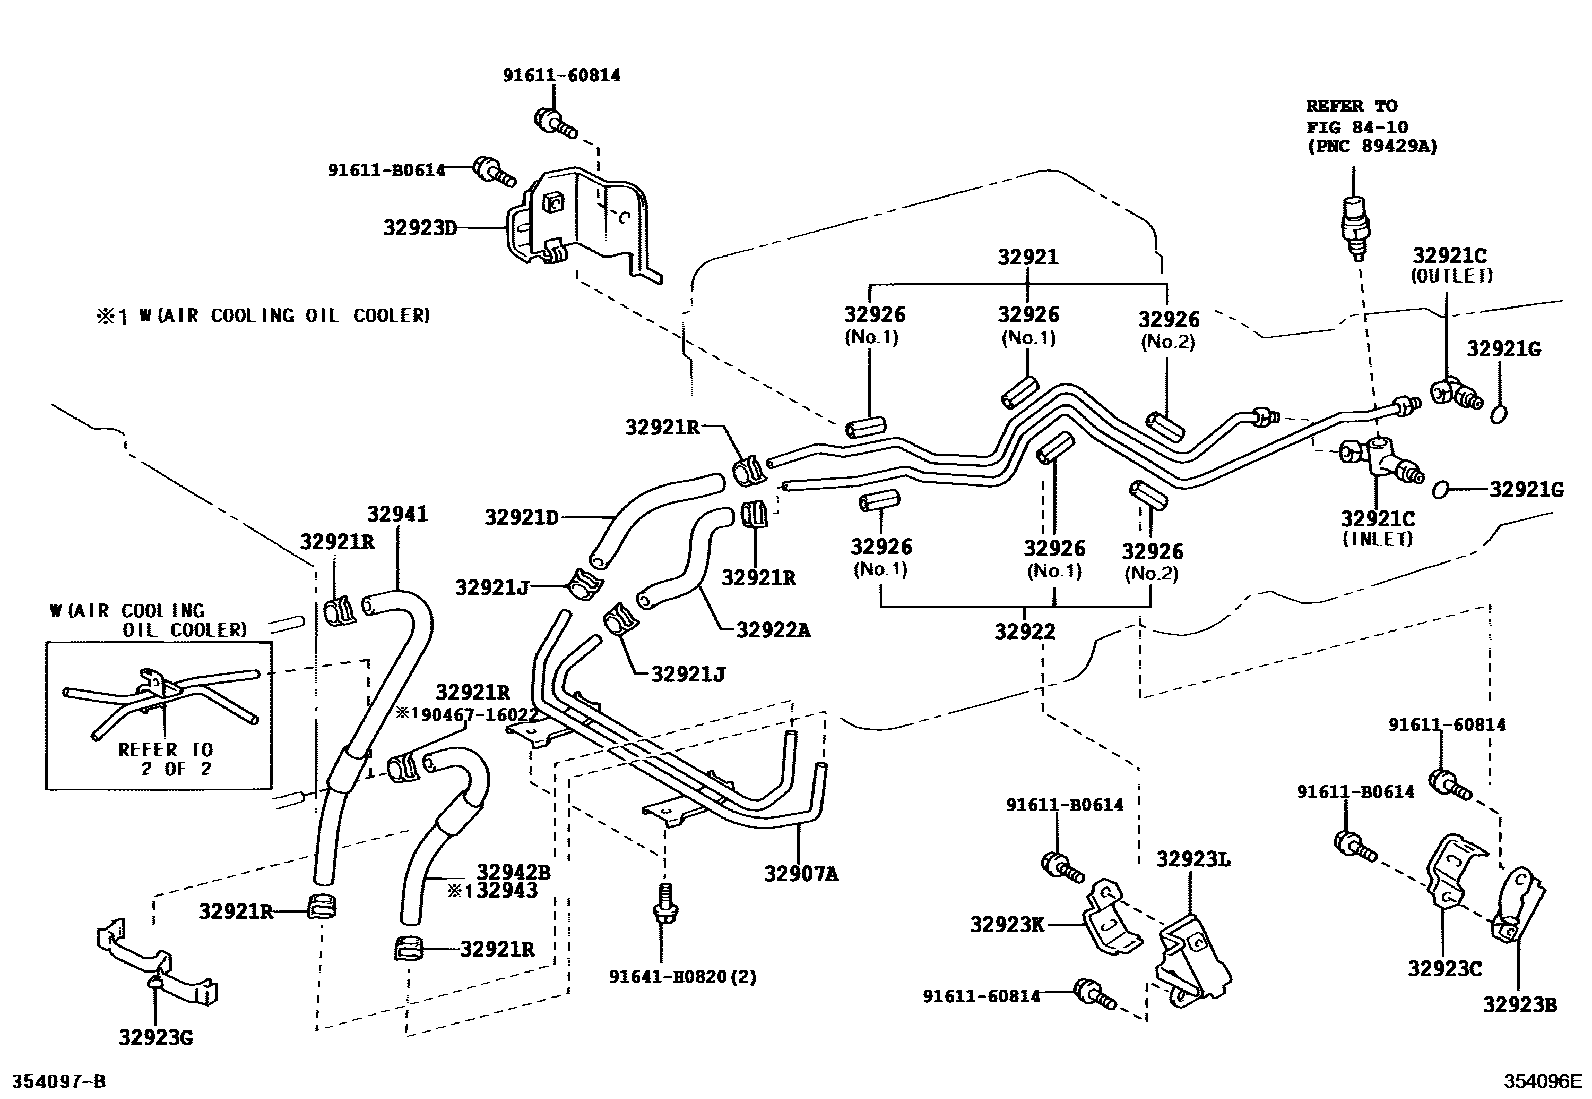 91611-60814
REFER TO
FIG 84-10
(PNC 89429A)
91611-B0614
32923D
32921
32921C
(OUTLET)
※1 W(AIR COOLING OIL COOLER)
32926
(No.1)
32926
(No.1)
32926
(No.2)
32921G
32921R
32921G
32941
32921D
32921C
(INLET)
32921R
32926
(No.1)
32926
(No.1)
32926
(No.2)
32921R
32921J
W(AIR COOLING
OIL COOLER)
32922A
32922
32921J
32921R
※190467-16022
91611-60814
REFER TO
2 OF 2
91611-B0614
91611-B0614
32923L
32942B
※132943
32907A
32921R
32923K
32921R
32923C
91641-H0820(2)
91611-60814
32923B
32923G
354097-B
354096E